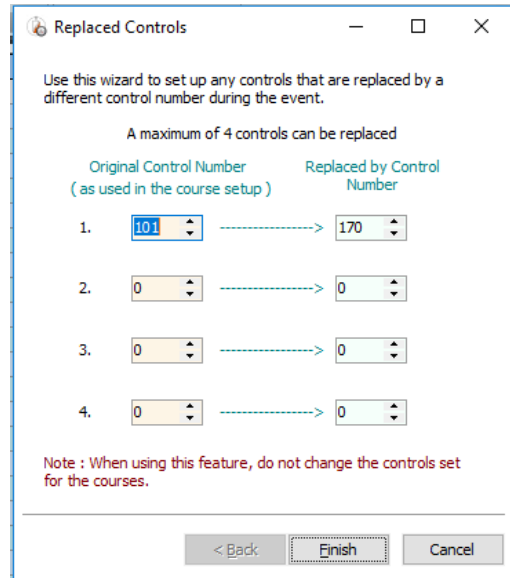 Replaced Controls
Use this wizard to set up any controls that are replaced by a
different control number during the event.
A maximum of 4 controls can be replaced
Original Control Number
( as used in the course setup )
Replaced by Control
Number
1. 101 ----------------> 170
2. 0 ----------------> 0
3. 0 ----------------> 0
4. 0 ----------------> 0
Note : When using this feature, do not change the controls set
for the courses.
< Back Finish Cancel